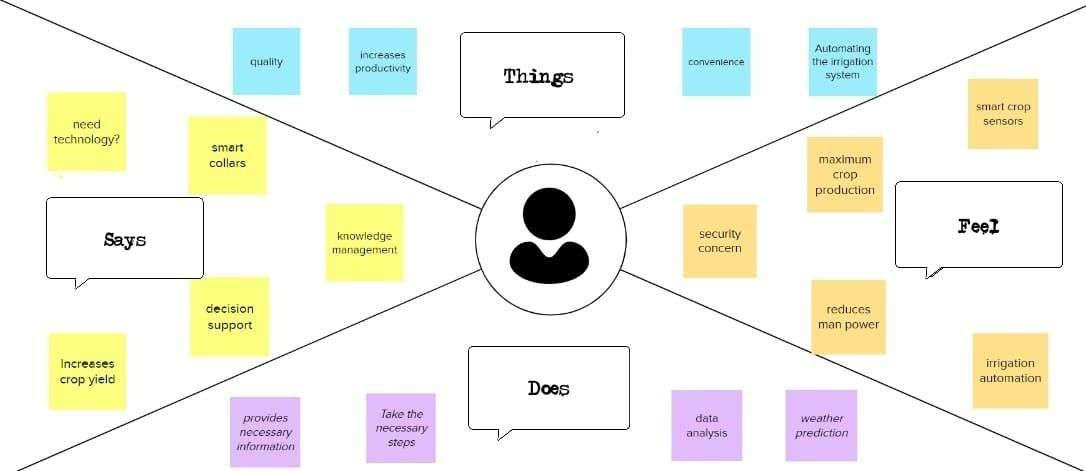 quality
increases
productivity
Things
convenience
Automating
the irrigation
system
need
technology?
smart
collars
Says
knowledge
management
decision
support
Increases
crop yield
smart crop
sensors
maximum
crop
production
security
concern
Feel
reduces
man power
irrigation
automation
provides
necessary
information
Take the
necessary
steps
Does
data
analysis
weather
prediction